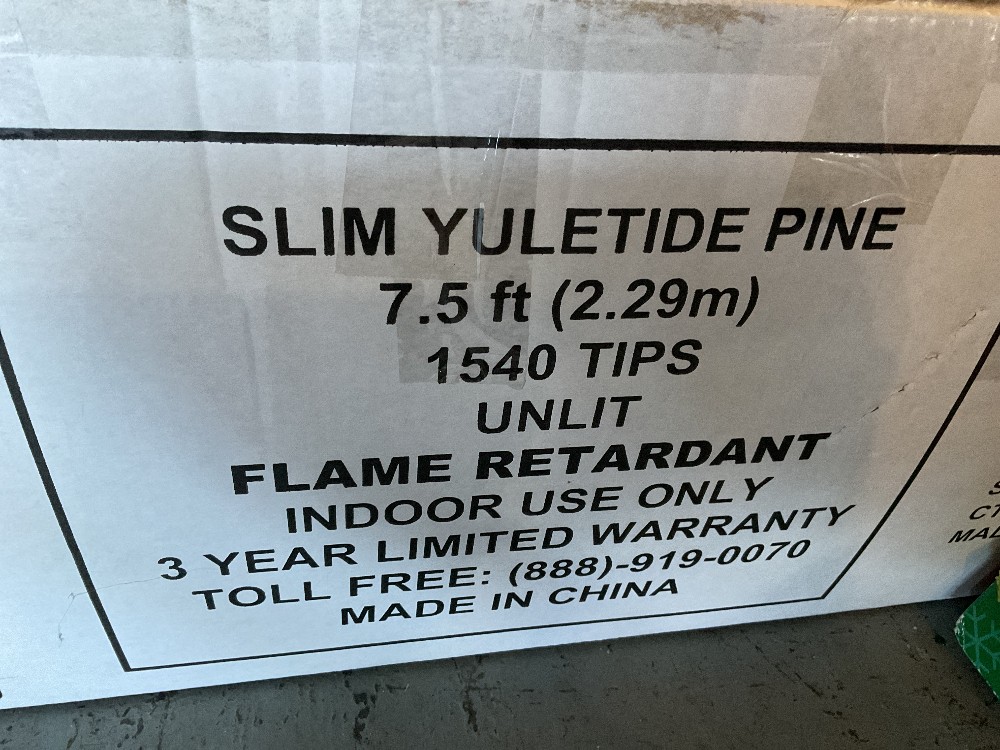 SLIM YULETIDE PINE
7.5 ft (2.29m)
1540 TIPS
UNLIT
FLAME RETARDANT
INDOOR USE ONLY
3 YEAR LIMITED WARRANTY
TOLL FREE: (888)-919-0070
MADE IN CHINA